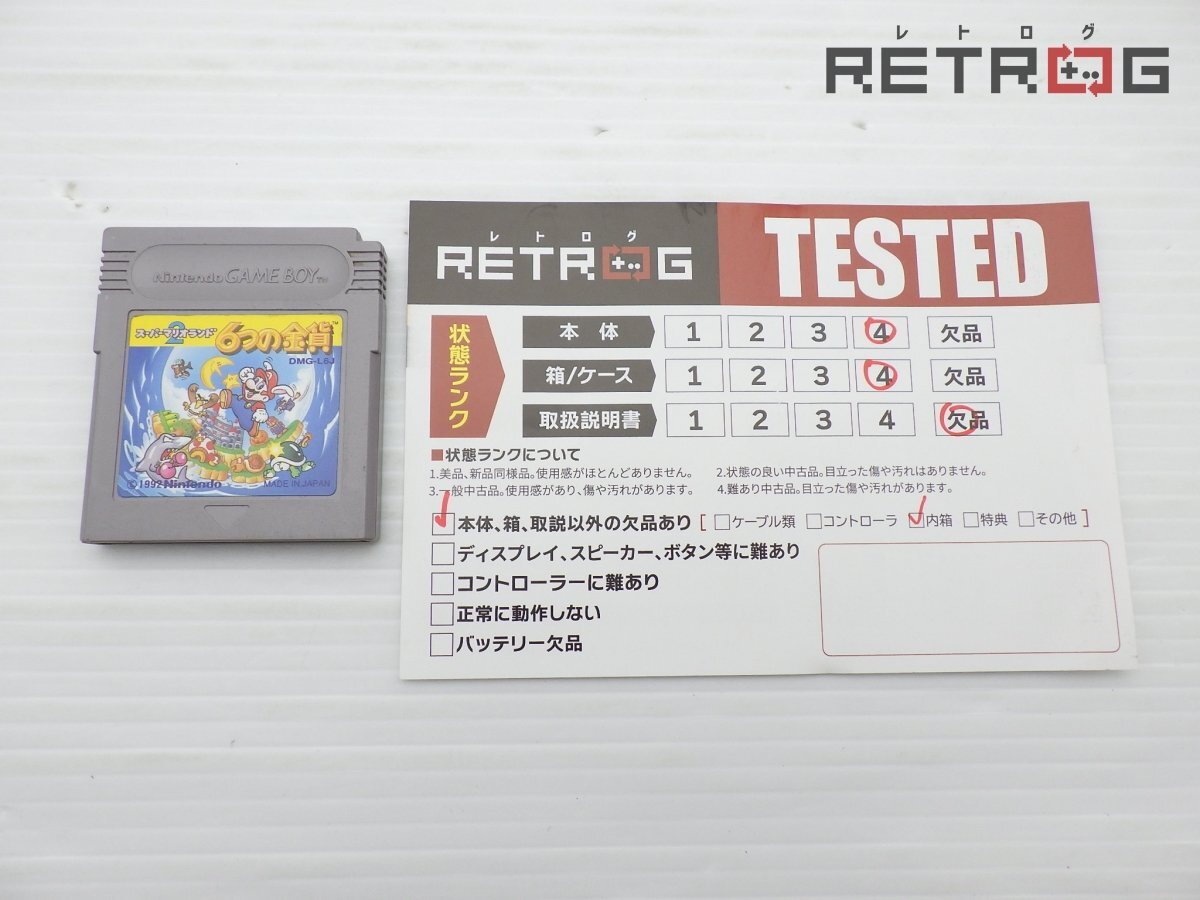 レトログ
RETROG
Nintendo GAME BOY™
スーパーマリオランド2
6つの金貨™
DMG-L6J
©1992 Nintendo MADE IN JAPAN
レトログ
RETROG
TESTED
状態ランク
本体 1 2 3 4 欠品
箱/ケース 1 2 3 4 欠品
取扱説明書 1 2 3 4 欠品
■状態ランクについて
1.美品、新品同様品。使用感がほとんどありません。 2.状態の良い中古品。目立った傷や汚れはありません。
3.一般中古品。使用感があり、傷や汚れがあります。 4.難あり中古品。目立った傷や汚れがあります。
本体、箱、取説以外の欠品あり [ □ケーブル類 □コントローラ □内箱 □特典 □その他 ]
□ディスプレイ、スピーカー、ボタン等に難あり
□コントローラーに難あり
□正常に動作しない
□バッテリー欠品